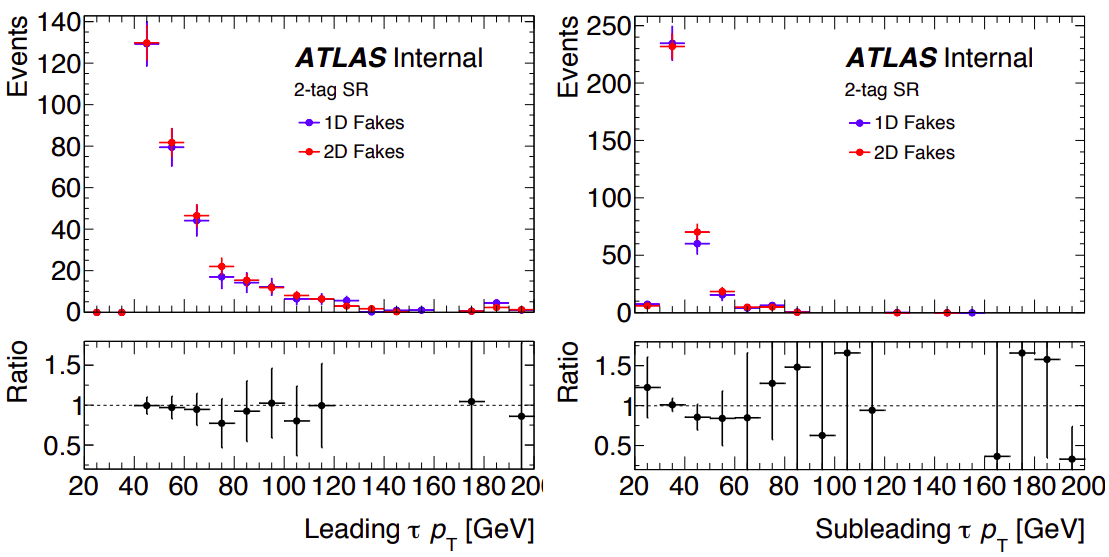 Events
140
120
100
80
60
40
20
0
ATLAS Internal
2-tag SR
1D Fakes
2D Fakes
Ratio
1.5
1
0.5
20 40 60 80 100 120 140 160 180 200
Leading τ pT [GeV]
Events
250
200
150
100
50
0
ATLAS Internal
2-tag SR
1D Fakes
2D Fakes
Ratio
1.5
1
0.5
20 40 60 80 100 120 140 160 180 200
Subleading τ pT [GeV]